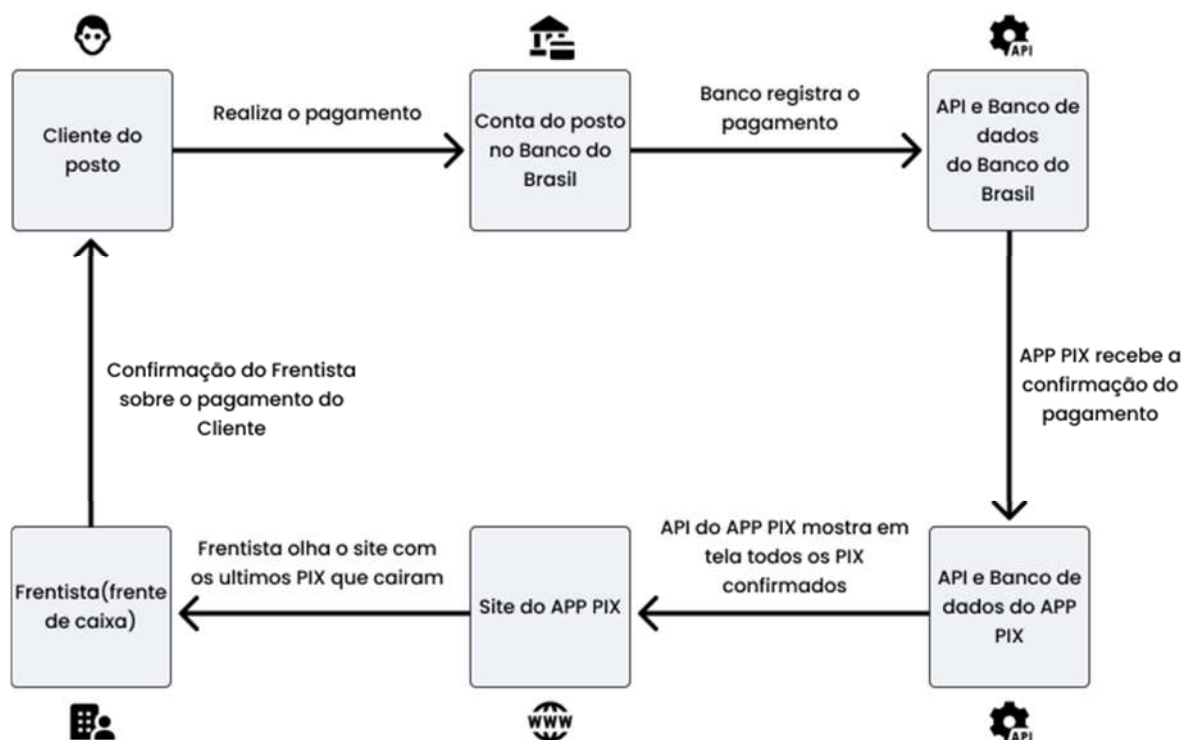 API
Cliente do
posto
Realiza o pagamento
Conta do posto
no Banco do
Brasil
Banco registra o
pagamento
API e Banco de
dados
do Banco do
Brasil
APP PIX recebe a
confirmação do
pagamento
Confirmação do Frentista
sobre o pagamento do
Cliente
Frentista(frente
de caixa)
Frentista olha o site com
os ultimos PIX que cairam
Site do APP PIX
API do APP PIX mostra em
tela todos os PIX
confirmados
API e Banco de
dados do APP
PIX
WWW
API